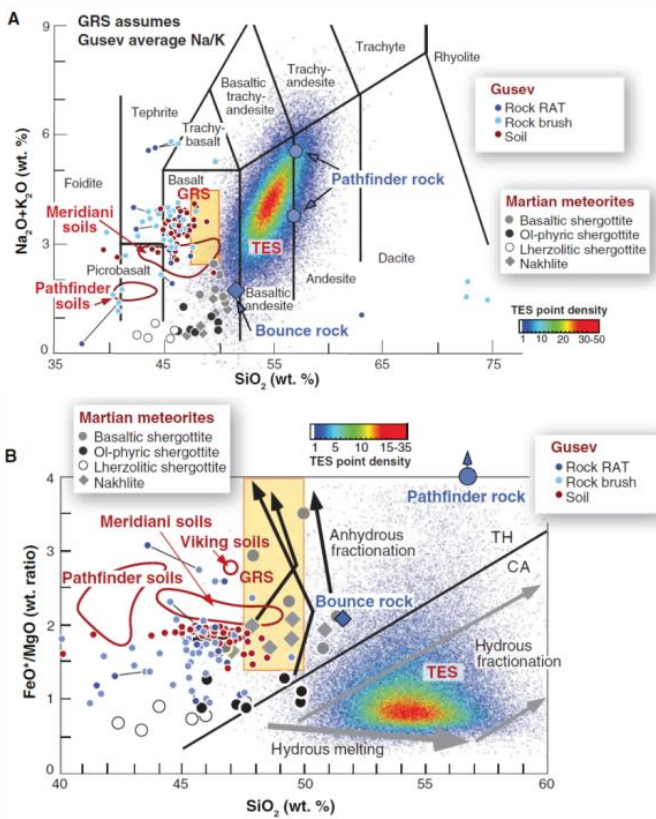 A
GRS assumes
Gusev average Na/K
9
6
3
0
Na₂O+K₂O (wt. %)
Foidite
Tephrite
Picrobasalt
Trachy-
basalt
Basalt
Basaltic
trachy-
andesite
Trachy-
andesite
Trachyte
Rhyolite
Dacite
Andesite
Basaltic
andesite
GRS
TES
Meridiani
soils
Pathfinder
soils
Pathfinder rock
Bounce rock
Gusev
Rock RAT
Rock brush
Soil
Martian meteorites
Basaltic shergottite
Ol-phyric shergottite
Lherzolitic shergottite
Nakhlite
TES point density
1 10 20 30-50
35 45 55 65 75
SiO₂ (wt. %)
Martian meteorites
Basaltic shergottite
Ol-phyric shergottite
Lherzolitic shergottite
Nakhlite
1 5 10 15-35
TES point density
Gusev
Rock RAT
Rock brush
Soil
B
4
3
2
1
0
FeO*/MgO (wt. ratio)
Pathfinder rock
Meridiani soils
Viking soils
Pathfinder soils
GRS
Anhydrous
fractionation
Bounce rock
TH
CA
Hydrous
fractionation
TES
Hydrous melting
40 45 50 55 60
SiO₂ (wt. %)